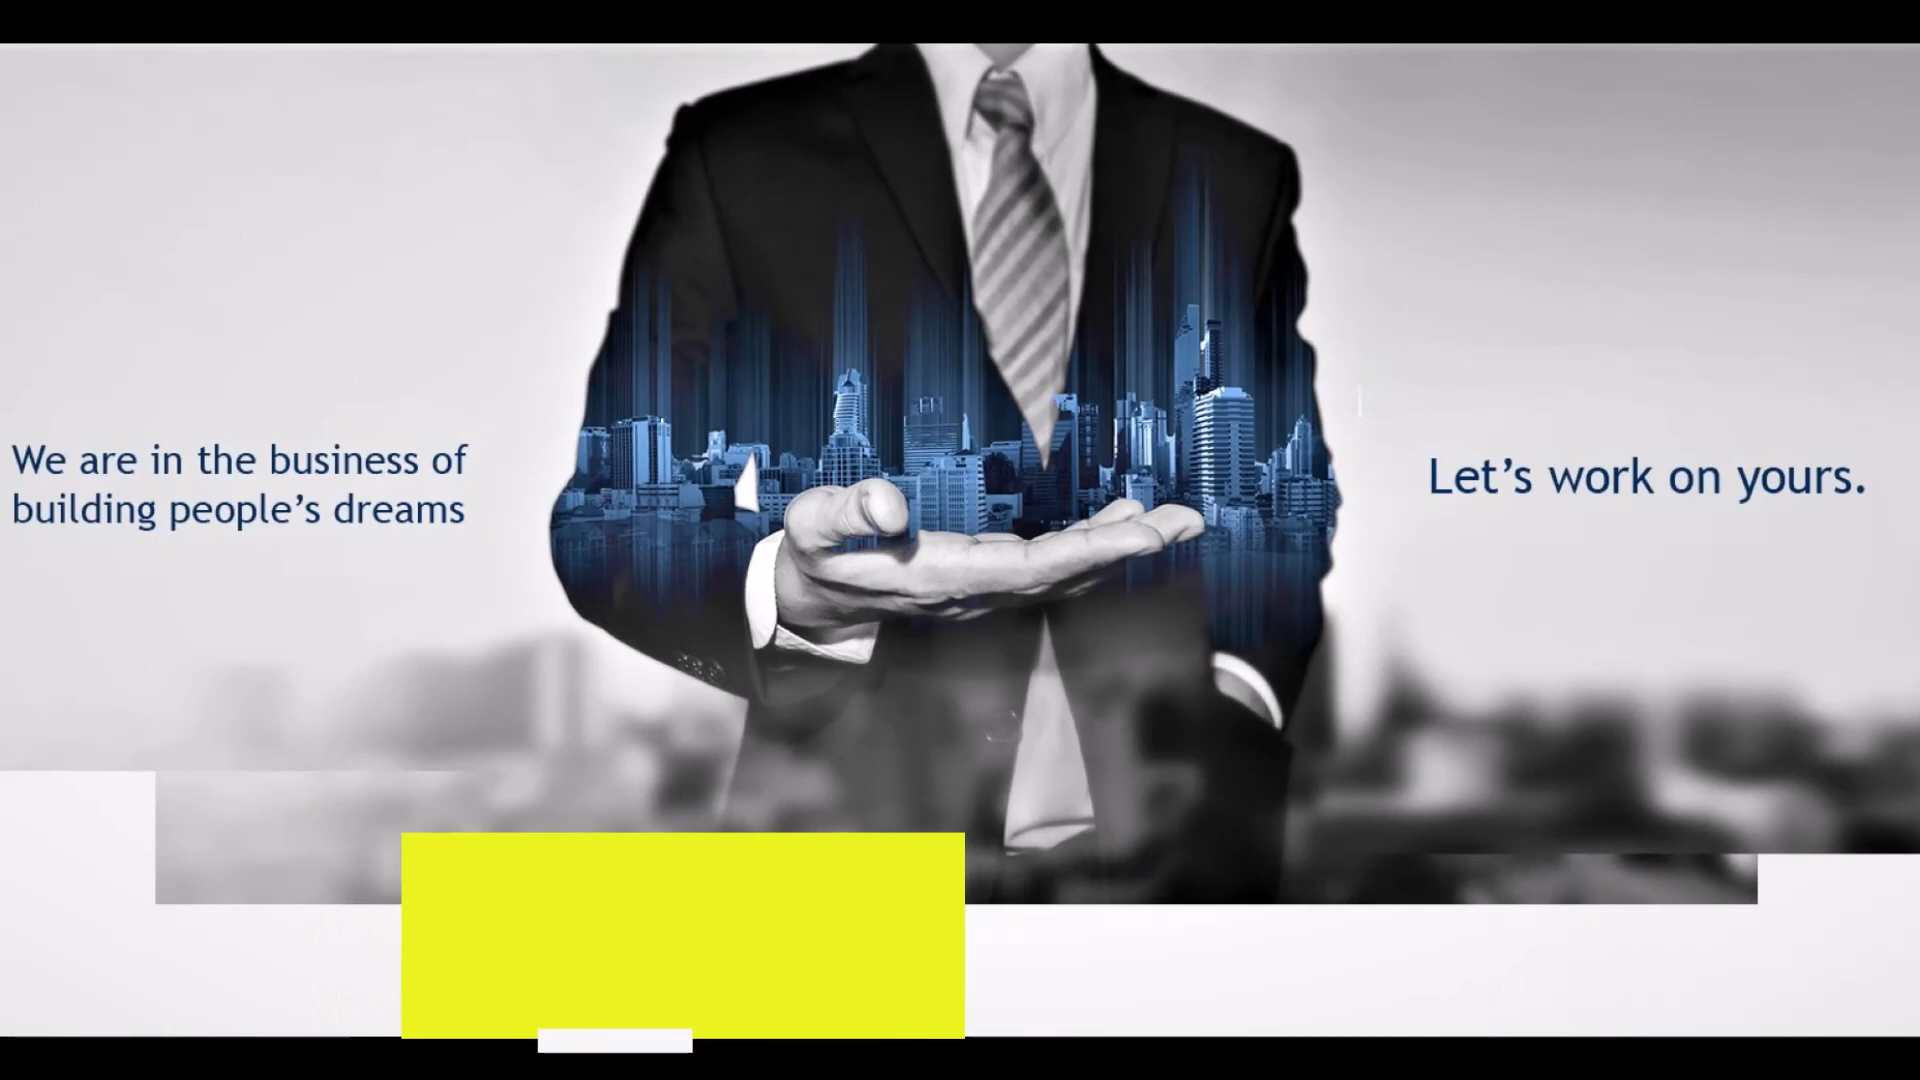 We are in the business of
building people’s dreams
Let’s work on yours.